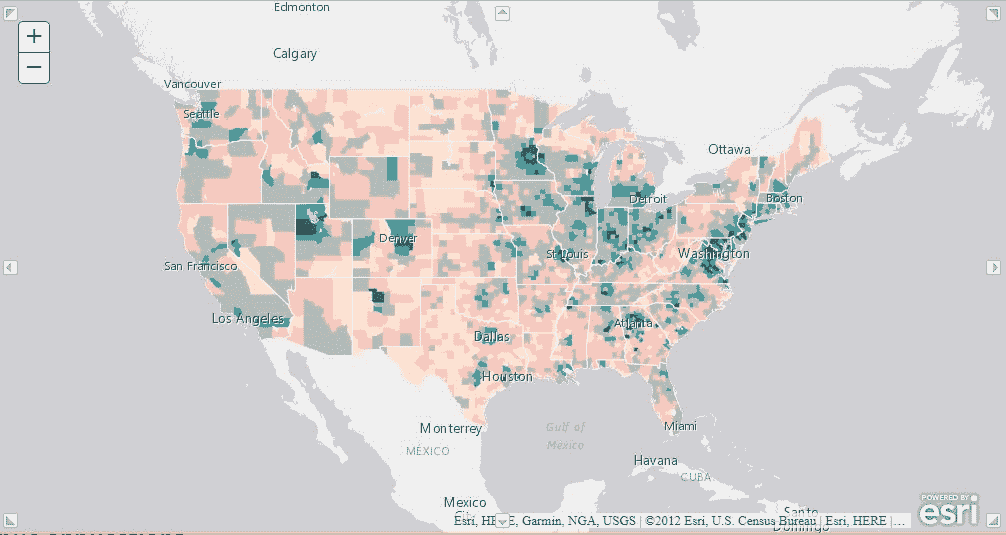 Edmonton
Calgary
+
−
Vancouver
Seattle
Ottawa
Detroit
Boston
Denver
St Louis
Washington
San Francisco
Los Angeles
Atlanta
Dallas
Houston
Monterrey
Gulf of
Mexico
Miami
MÉXICO
Havana
CUBA
Mexico
Santo
Domingo
POWERED BY
esri
Esri, HERE, Garmin, NGA, USGS | ©2012 Esri, U.S. Census Bureau | Esri, HERE |...